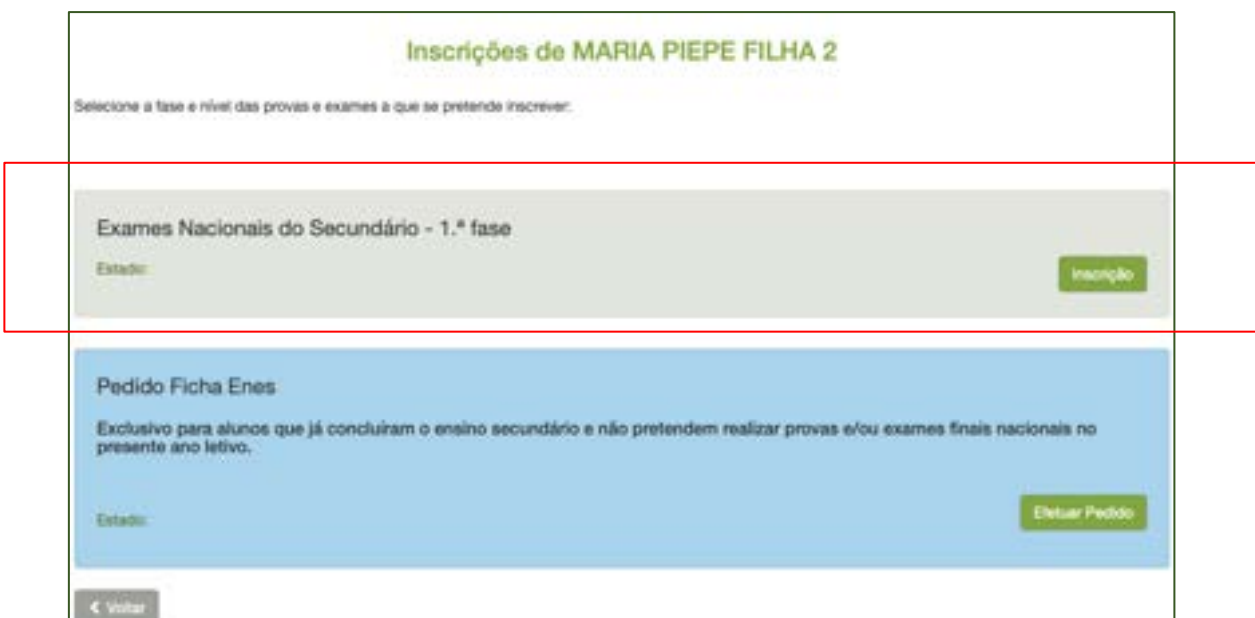 Inscrições de MARIA PIEPE FILHA 2
Selecione a fase e nível das provas e exames a que se pretende inscrever:
Exames Nacionais do Secundário - 1.ª fase
Estado:
Inscrição
Pedido Ficha Enes
Exclusivo para alunos que já concluíram o ensino secundário e não pretendem realizar provas e/ou exames finais nacionais no
presente ano letivo.
Estado:
Efetuar Pedido
Voltar